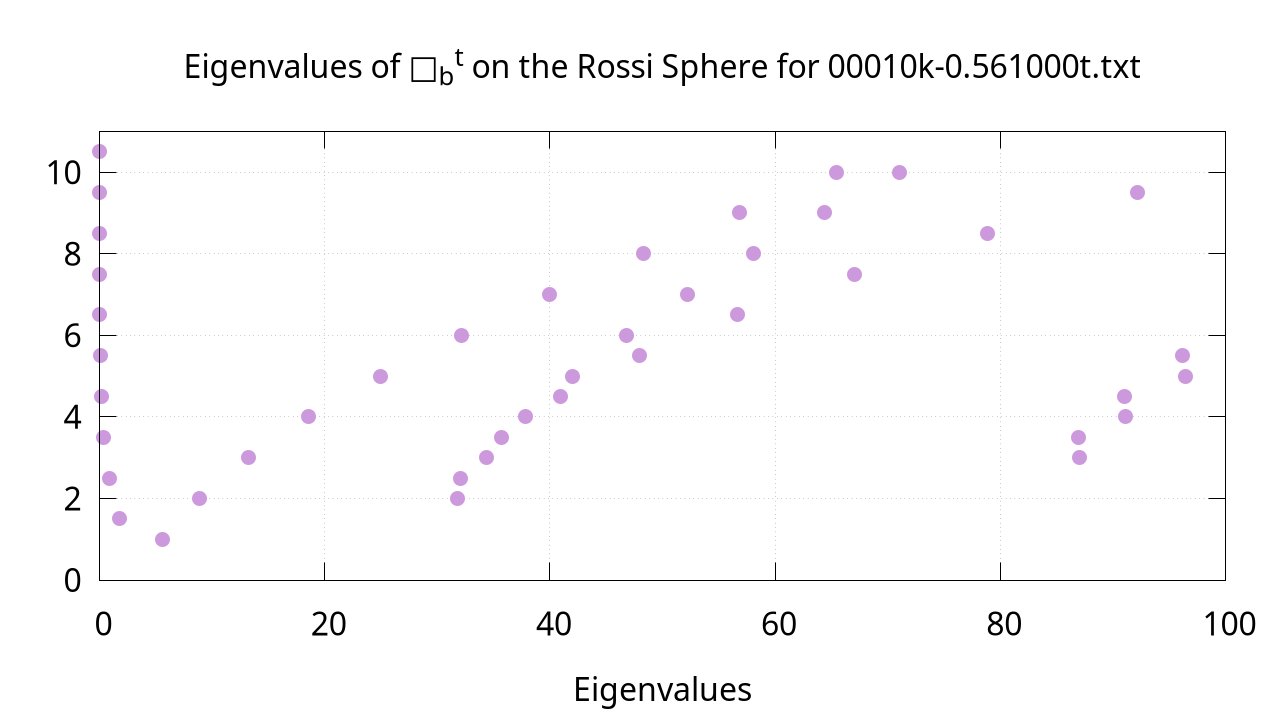 Eigenvalues of □bᵗ on the Rossi Sphere for 00010k-0.561000t.txt
10
8
6
4
2
0
0 20 40 60 80 100
Eigenvalues